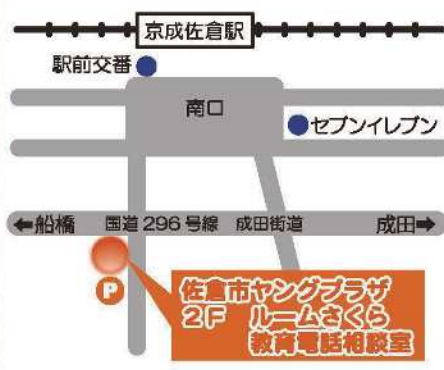 京成佐倉駅
駅前交番
南口
セブンイレブン
←船橋 国道296号線 成田街道 成田→
P
佐倉市ヤングプラザ
2F ルームさくら
教育電話相談室